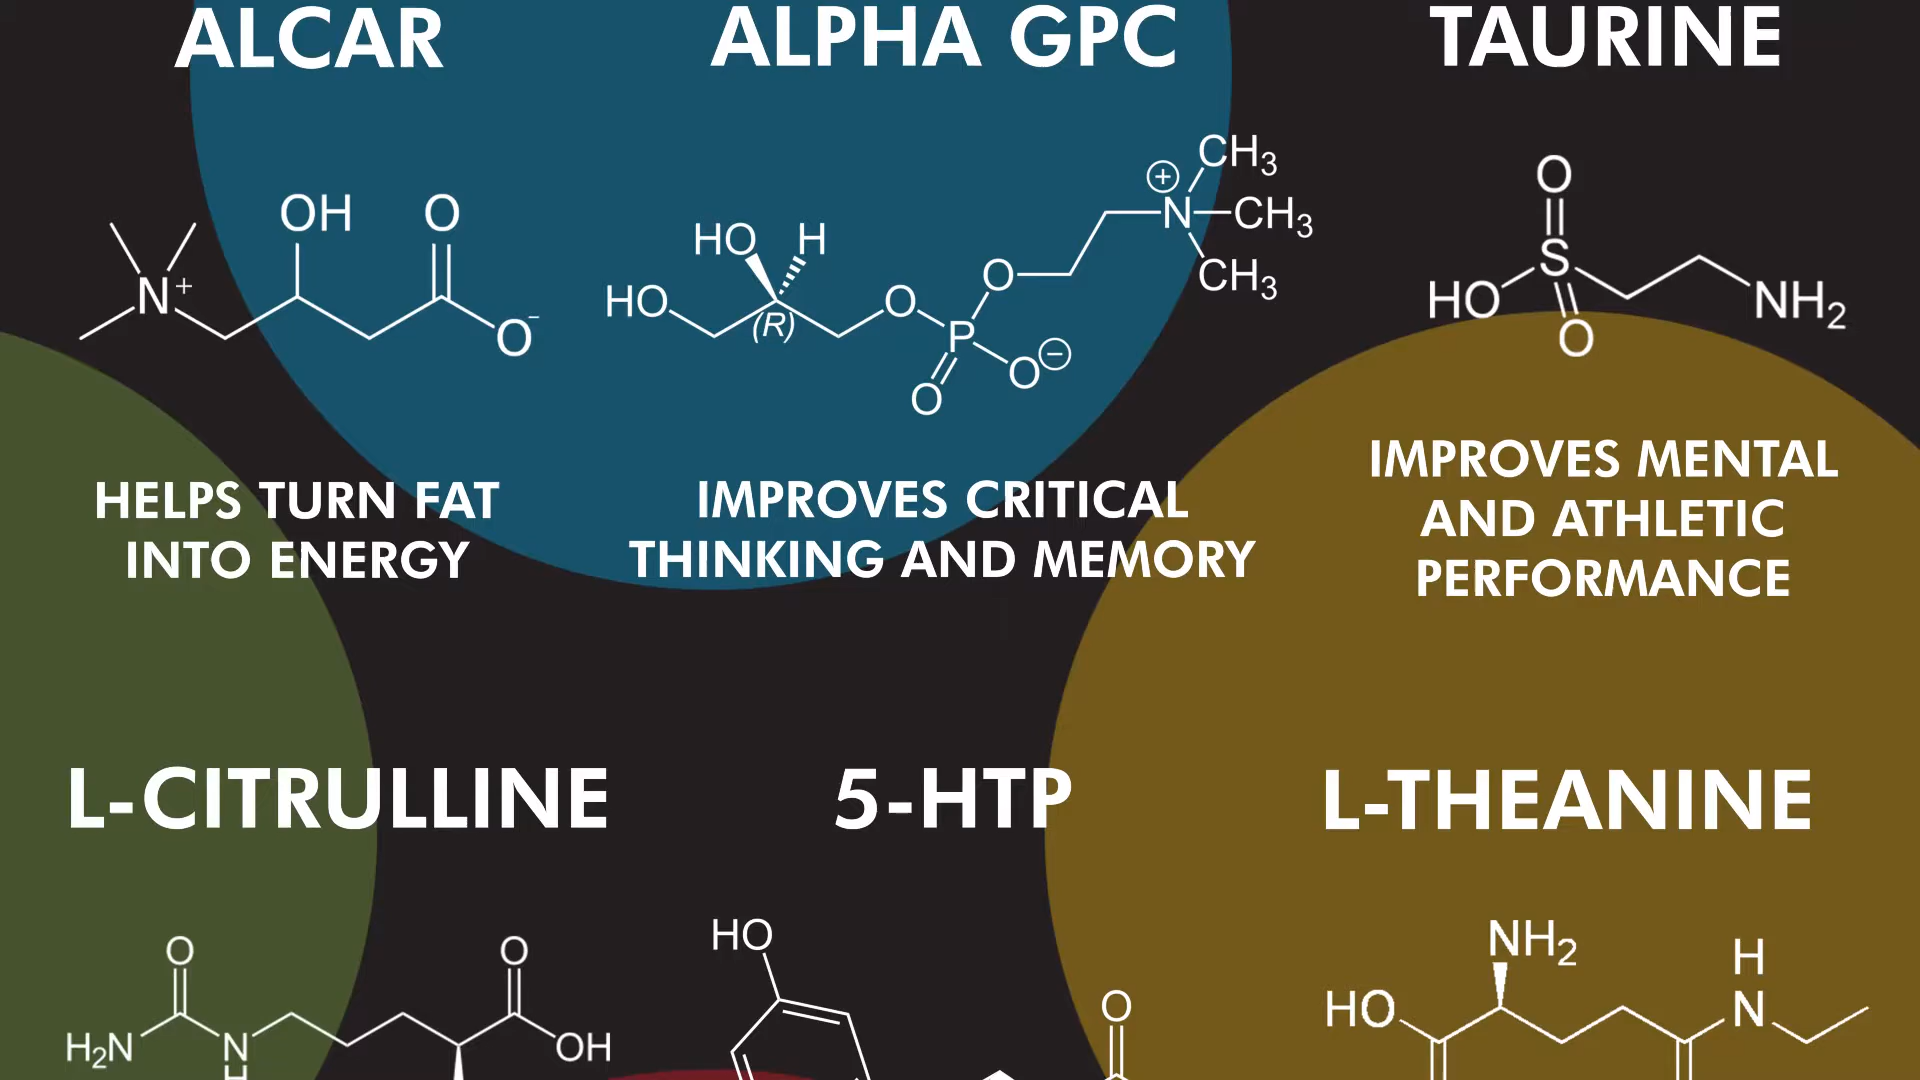 ALCAR
ALPHA GPC
TAURINE
OH
O
N+
O-
HO
H
HO
(R)
O
P
O
O⊖
O
⊕
N
CH3
CH3
CH3
O
S
HO
O
NH2
HELPS TURN FAT
INTO ENERGY
IMPROVES CRITICAL
THINKING AND MEMORY
IMPROVES MENTAL
AND ATHLETIC
PERFORMANCE
L-CITRULLINE
5-HTP
L-THEANINE
O
O
H2N
N
H
OH
HO
O
NH2
HO
H
N